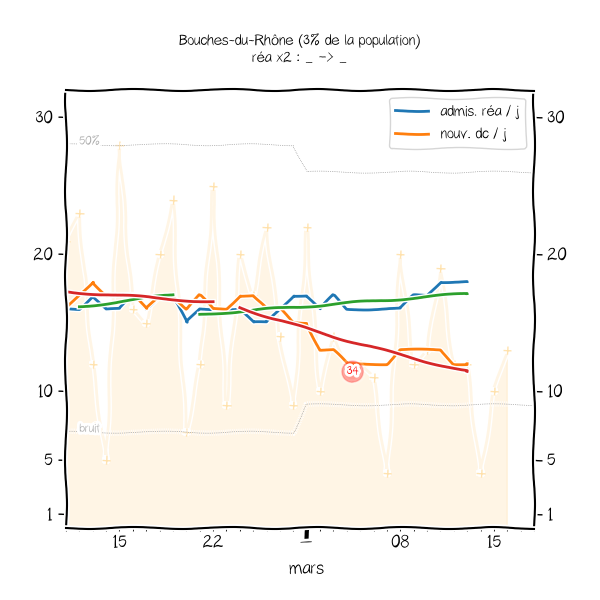 Bouches-du-Rhône (3% de la population)
réa x2 : _ -> _
admis. réa / j
nouv. dc / j
30
30
50%
20
20
34
10
10
bruit
5
5
1
1
15
22
1
08
15
mars